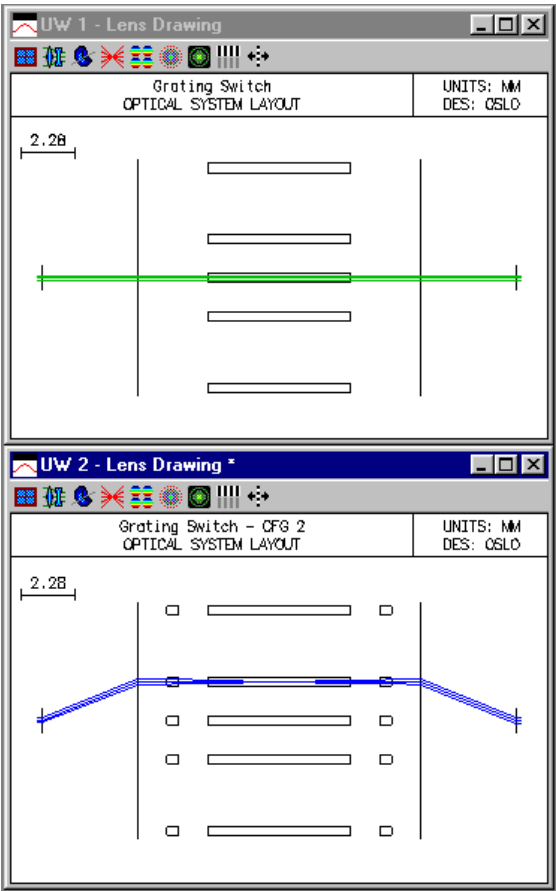 UW 1 - Lens Drawing
Grating Switch
OPTICAL SYSTEM LAYOUT
UNITS: MM
DES: OSLO
2.28
UW 2 - Lens Drawing *
Grating Switch - CFG 2
OPTICAL SYSTEM LAYOUT
UNITS: MM
DES: OSLO
2.28